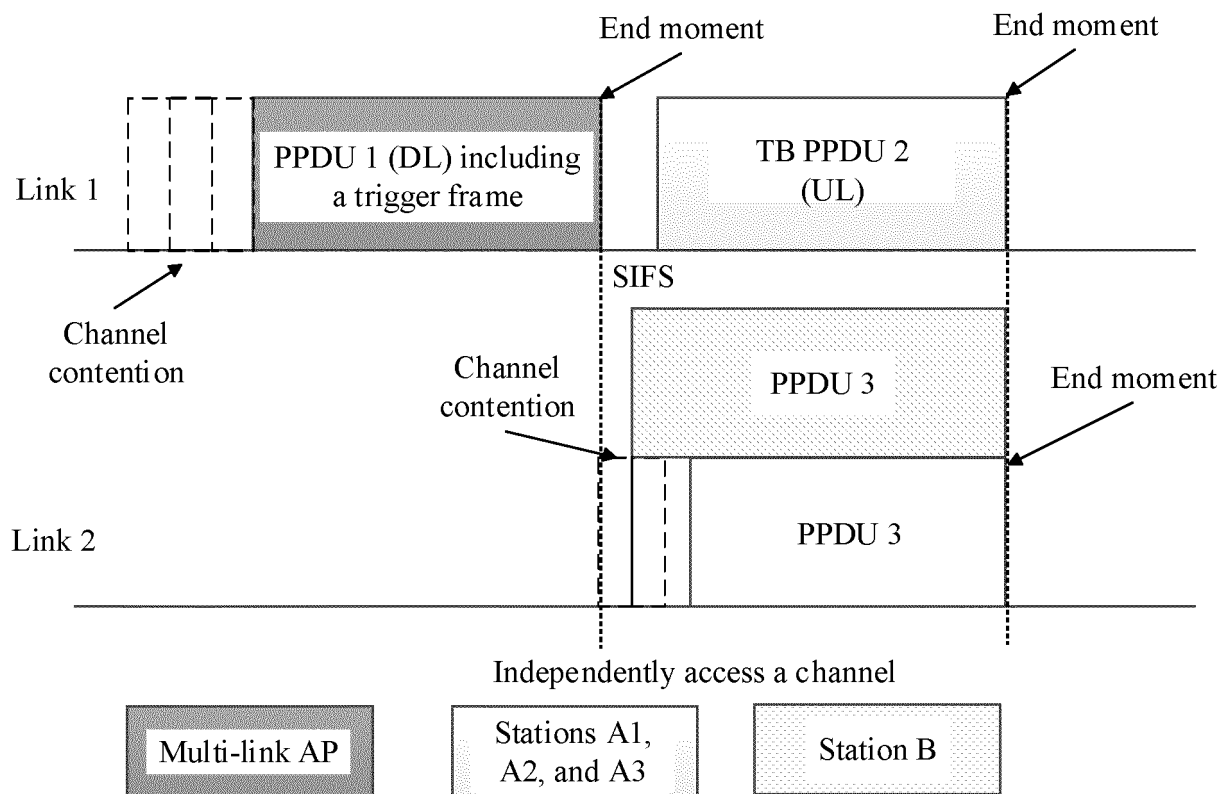 End moment
End moment
PPDU 1 (DL) including
a trigger frame
TB PPDU 2
(UL)
Link 1
SIFS
Channel
contention
Channel
contention
PPDU 3
End moment
Link 2
PPDU 3
Independently access a channel
Multi-link AP
Stations A1,
A2, and A3
Station B